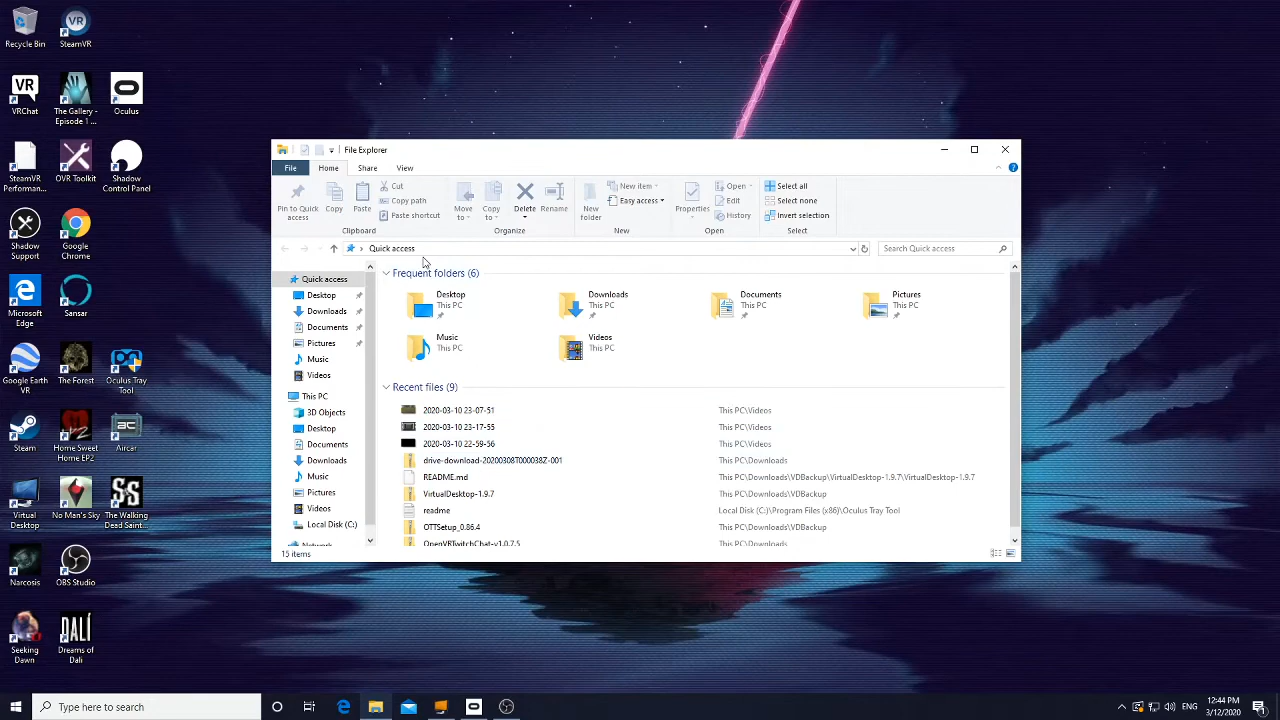 Recycle Bin
VR
SteamVR
VR
VRChat
The Gallery -
Episode 1 ...
Oculus
openVR
Performa...
OVR Toolkit
Shadow
Control Panel
Shadow
Support
Google
Chrome
Microsoft
Edge
Sansar
Google Earth
VR
The Forest
Oculus Tray
Tool
Steam
Home Sweet
Home EP2
Aircar
Virtual
Desktop
No Man's Sky
The Walking
Dead Saint...
Narcosis
OBS Studio
Seeking
Dawn
DALÍ
Dreams of
Dali
File Explorer
File
Home
Share
View
Pin to Quick
access
Copy
Paste
Cut
Copy path
Paste shortcut
Clipboard
Move
to
Copy
to
Delete
Rename
Organize
New
folder
New item
Easy access
New
Properties
Open
Edit
History
Open
Select all
Select none
Invert selection
Select
Quick access
Search Quick access
Quick access
Desktop
Downloads
Documents
Pictures
Music
Videos
This PC
3D Objects
Desktop
Documents
Downloads
Music
Pictures
Videos
Local Disk (C:)
Network
Frequent folders (6)
Desktop
This PC
Downloads
This PC
Documents
This PC
Pictures
This PC
Music
This PC
Videos
This PC
Recent files (9)
2020-03-10 23-07-51 This PC\Videos
2020-03-10 23-17-55 This PC\Videos
2020-03-10 22-59-56 This PC\Videos
drive-download-20200308T000038Z-001 This PC\Downloads
README.md This PC\Downloads\VDBackup\VirtualDesktop-1.9.7\VirtualDesktop-1.9.7
VirtualDesktop-1.9.7 This PC\Downloads\VDBackup
readme Local Disk (C:)\Program Files (x86)\Oculus Tray Tool
OTTSetup_0.86.4 This PC\Downloads\VDBackup
OpenVRTwitchChat-v1.0.7.5 This PC\Downloads
15 items
Type here to search
ENG
12:44 PM
3/12/2020
1